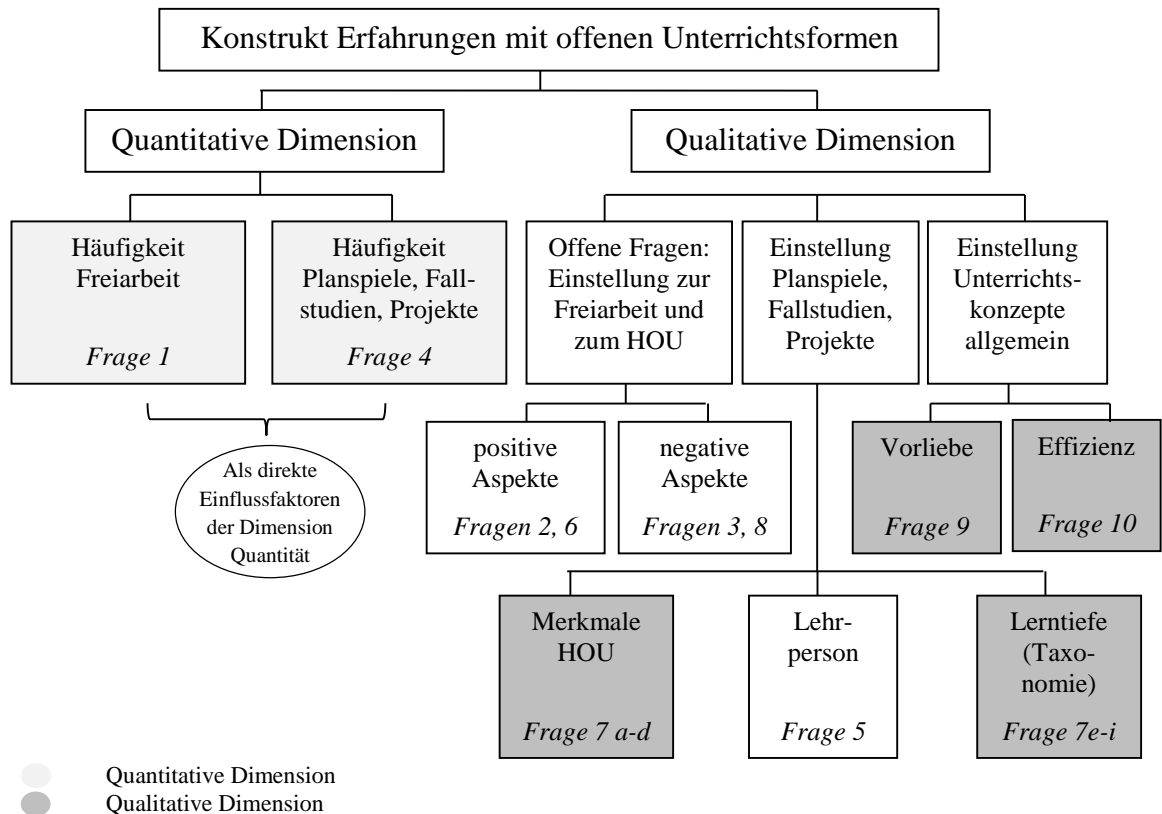 Konstrukt Erfahrungen mit offenen Unterrichtsformen
Quantitative Dimension
Qualitative Dimension
Häufigkeit
Freiarbeit
Frage 1
Häufigkeit
Planspiele, Fall-
studien, Projekte
Frage 4
Offene Fragen:
Einstellung zur
Freiarbeit und
zum HOU
Einstellung
Planspiele,
Fallstudien,
Projekte
Einstellung
Unterrichts-
konzepte
allgemein
Als direkte
Einflussfaktoren
der Dimension
Quantität
positive
Aspekte
Fragen 2, 6
negative
Aspekte
Fragen 3, 8
Vorliebe
Frage 9
Effizienz
Frage 10
Merkmale
HOU
Frage 7 a-d
Lehr-
person
Frage 5
Lerntiefe
(Taxo-
nomie)
Frage 7e-i
Quantitative Dimension
Qualitative Dimension